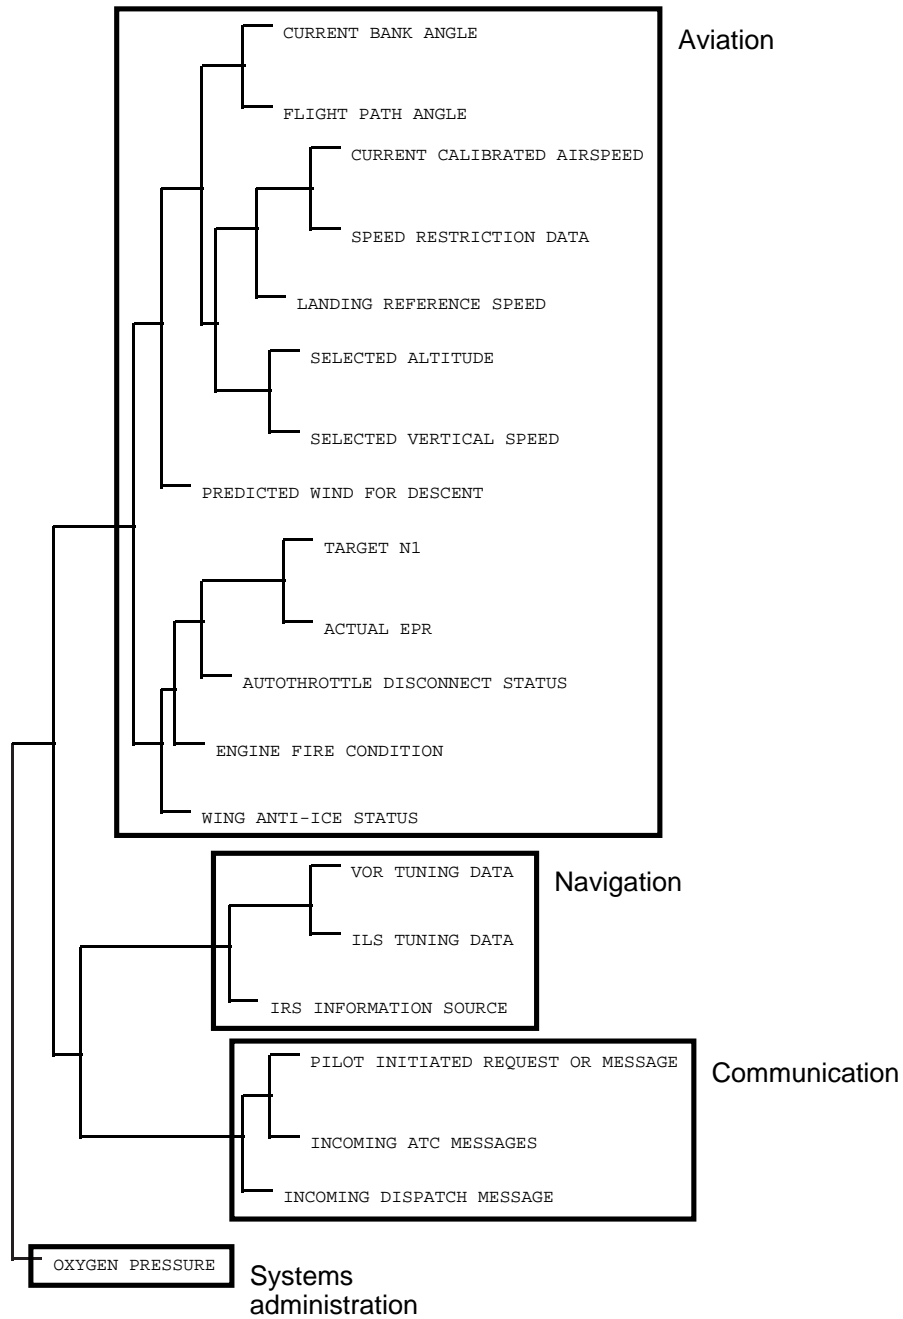 CURRENT BANK ANGLE
Aviation
FLIGHT PATH ANGLE
CURRENT CALIBRATED AIRSPEED
SPEED RESTRICTION DATA
LANDING REFERENCE SPEED
SELECTED ALTITUDE
SELECTED VERTICAL SPEED
PREDICTED WIND FOR DESCENT
TARGET N1
ACTUAL EPR
AUTOTHROTTLE DISCONNECT STATUS
ENGINE FIRE CONDITION
WING ANTI-ICE STATUS
VOR TUNING DATA
Navigation
ILS TUNING DATA
IRS INFORMATION SOURCE
PILOT INITIATED REQUEST OR MESSAGE
Communication
INCOMING ATC MESSAGES
INCOMING DISPATCH MESSAGE
OXYGEN PRESSURE
Systems
administration